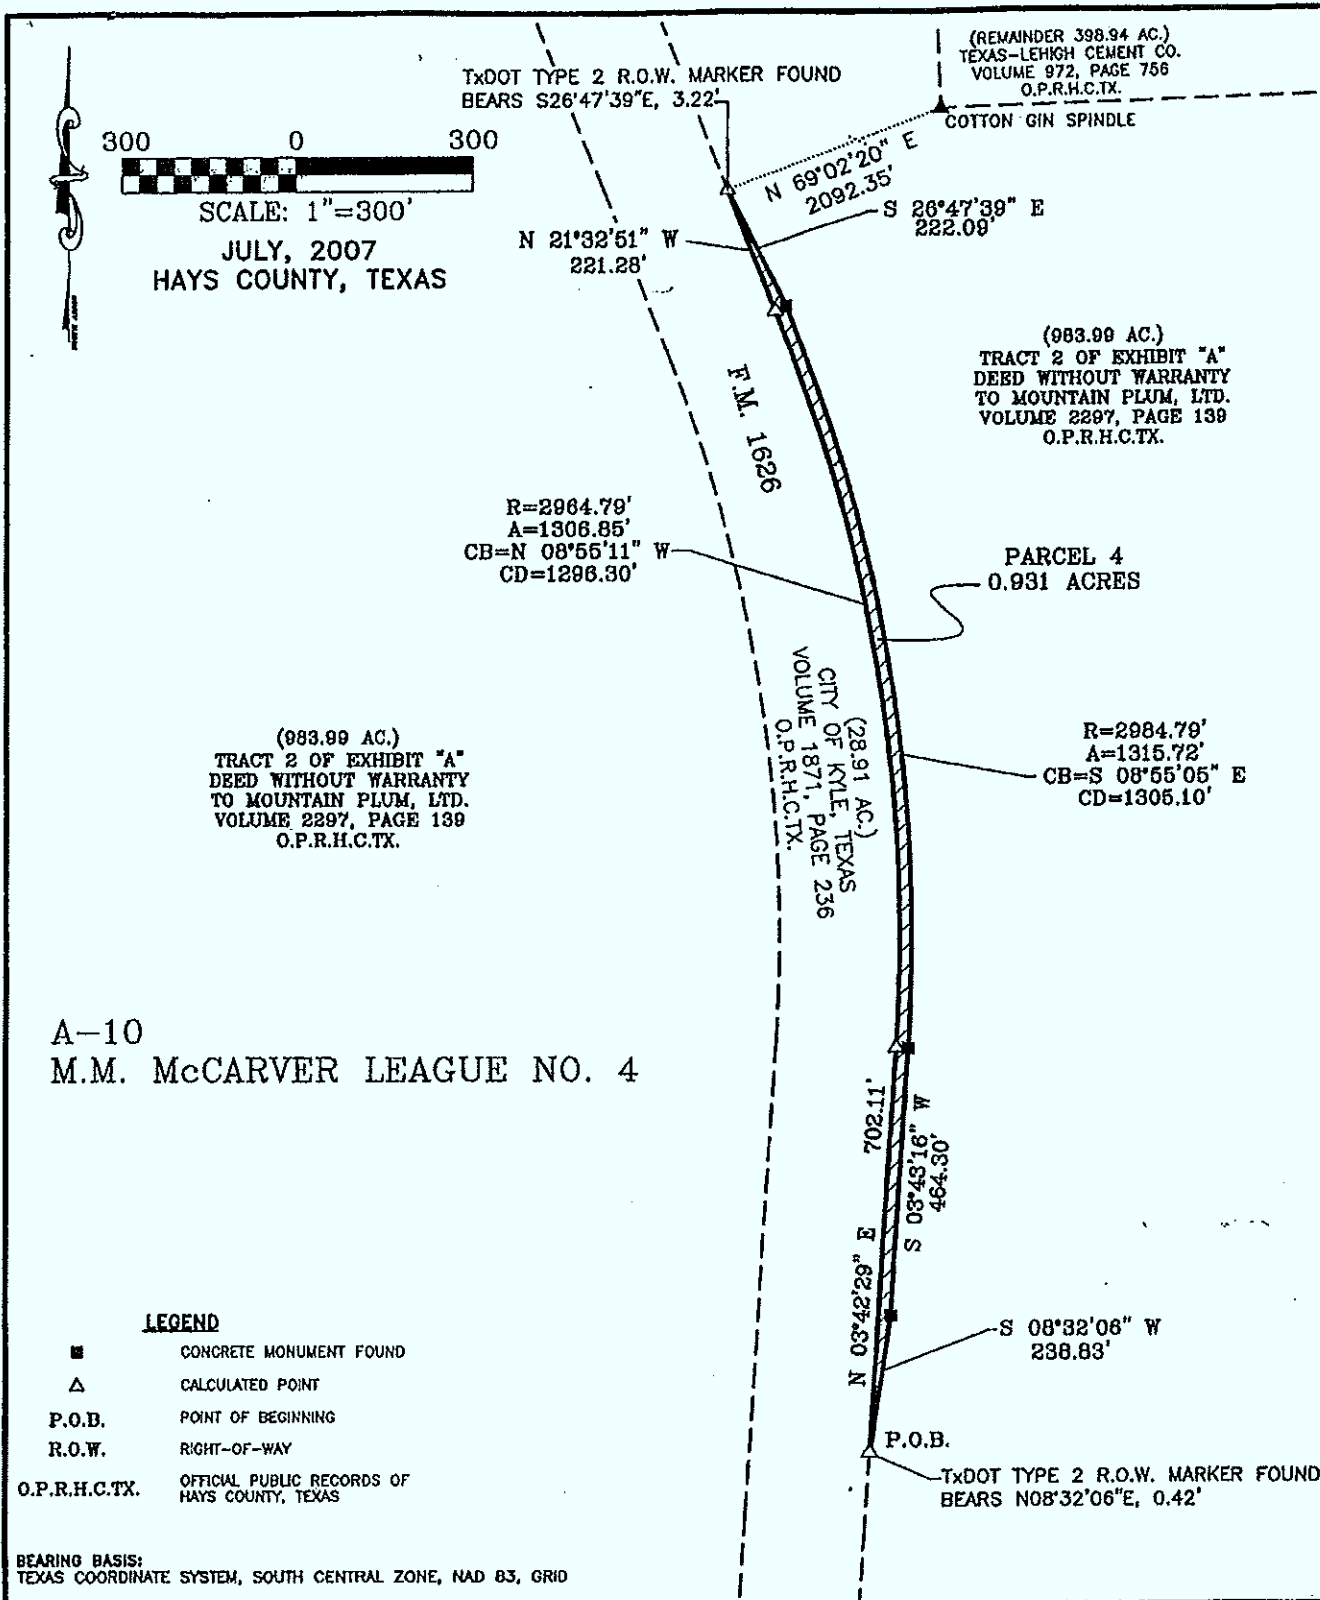 (REMAINDER 398.94 AC.)
TEXAS-LEHIGH CEMENT CO.
VOLUME 972, PAGE 756
O.P.R.H.C.TX.
COTTON GIN SPINDLE
TxDOT TYPE 2 R.O.W. MARKER FOUND
BEARS S26°47'39"E, 3.22'
300 0 300
SCALE: 1"=300'
JULY, 2007
HAYS COUNTY, TEXAS
N 69°02'20" E
2092.35'
S 26°47'39" E
222.09'
N 21°32'51" W
221.28'
(983.99 AC.)
TRACT 2 OF EXHIBIT "A"
DEED WITHOUT WARRANTY
TO MOUNTAIN PLUM, LTD.
VOLUME 2297, PAGE 139
O.P.R.H.C.TX.
F.M. 1626
R=2964.79'
A=1306.85'
CB=N 08°55'11" W
CD=1296.30'
PARCEL 4
0.931 ACRES
(28.91 AC.)
CITY OF KYLE, TEXAS
VOLUME 1871, PAGE 236
O.P.R.H.C.TX.
R=2984.79'
A=1315.72'
CB=S 08°55'05" E
CD=1305.10'
(983.99 AC.)
TRACT 2 OF EXHIBIT "A"
DEED WITHOUT WARRANTY
TO MOUNTAIN PLUM, LTD.
VOLUME 2297, PAGE 139
O.P.R.H.C.TX.
A-10
M.M. McCARVER LEAGUE NO. 4
N 03°42'29" E 702.11'
S 03°43'16" W
464.30'
S 08°32'06" W
238.83'
P.O.B.
TxDOT TYPE 2 R.O.W. MARKER FOUND
BEARS N08°32'06"E, 0.42'
LEGEND
CONCRETE MONUMENT FOUND
CALCULATED POINT
P.O.B. POINT OF BEGINNING
R.O.W. RIGHT-OF-WAY
O.P.R.H.C.TX. OFFICIAL PUBLIC RECORDS OF
HAYS COUNTY, TEXAS
BEARING BASIS:
TEXAS COORDINATE SYSTEM, SOUTH CENTRAL ZONE, NAD 83, GRID